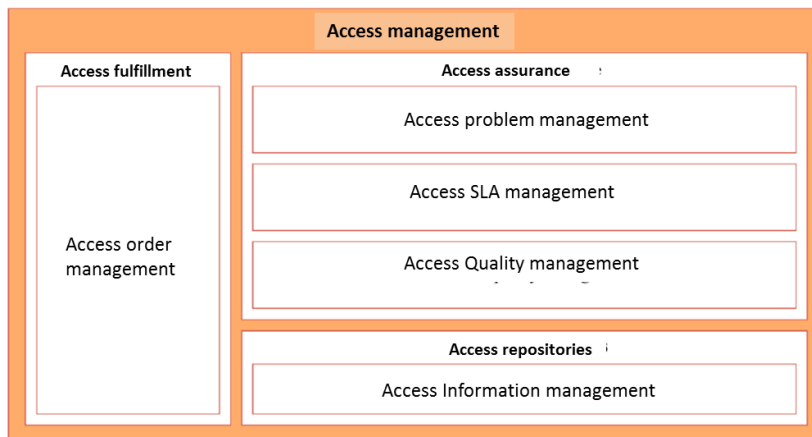 Access management
Access fulfillment
Access order
management
Access assurance
Access problem management
Access SLA management
Access Quality management
Access repositories
Access Information management